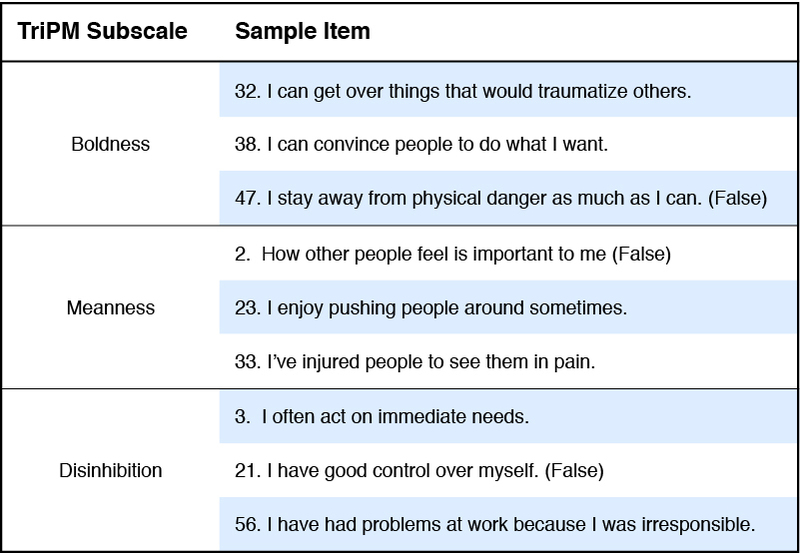 TriPM Subscale Sample Item
Boldness
32. I can get over things that would traumatize others.
38. I can convince people to do what I want.
47. I stay away from physical danger as much as I can. (False)
Meanness
2. How other people feel is important to me (False)
23. I enjoy pushing people around sometimes.
33. I’ve injured people to see them in pain.
Disinhibition
3. I often act on immediate needs.
21. I have good control over myself. (False)
56. I have had problems at work because I was irresponsible.